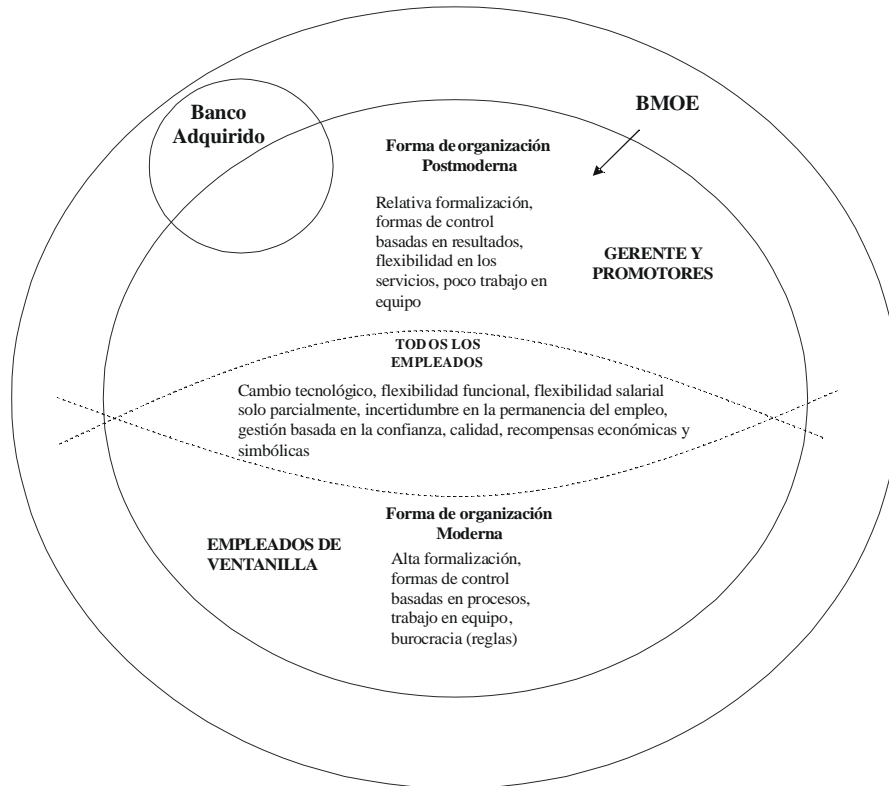 Banco
Adquirido
BMOE
Forma de organización
Postmoderna
Relativa formalización,
formas de control
basadas en resultados,
flexibilidad en los
servicios, poco trabajo en
equipo
GERENTE Y
PROMOTORES
TODOS LOS
EMPLEADOS
Cambio tecnológico, flexibilidad funcional, flexibilidad salarial
solo parcialmente, incertidumbre en la permanencia del empleo,
gestión basada en la confianza, calidad, recompensas económicas y
simbólicas
Forma de organización
Moderna
EMPLEADOS DE
VENTANILLA
Alta formalización,
formas de control
basadas en procesos,
trabajo en equipo,
burocracia (reglas)